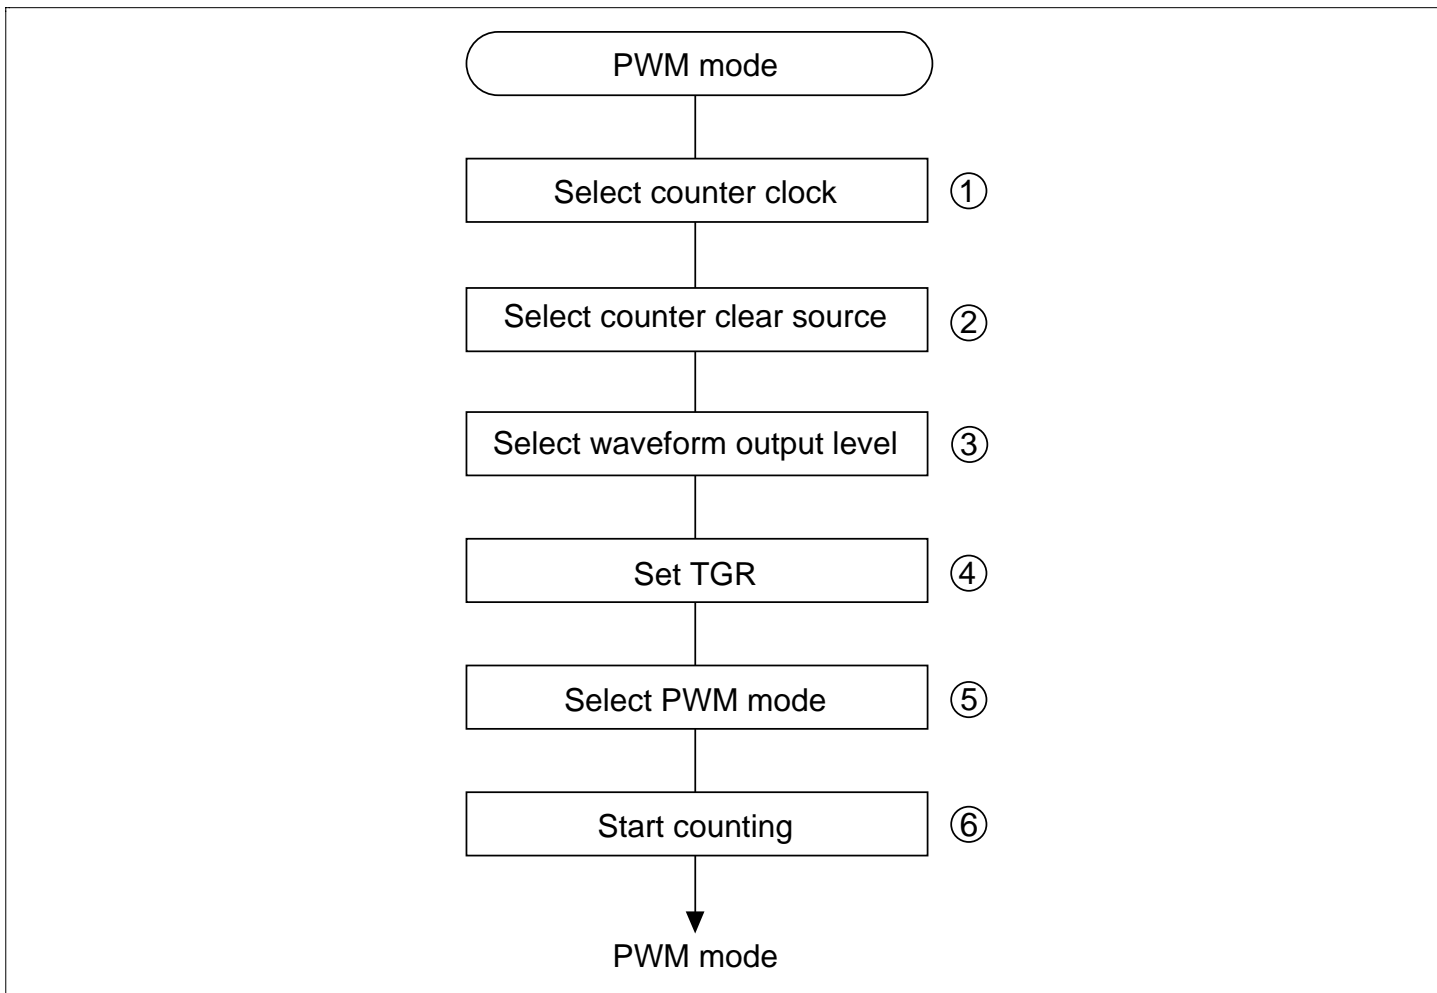 PWM mode
Select counter clock ①
Select counter clear source ②
Select waveform output level ③
Set TGR ④
Select PWM mode ⑤
Start counting ⑥
PWM mode